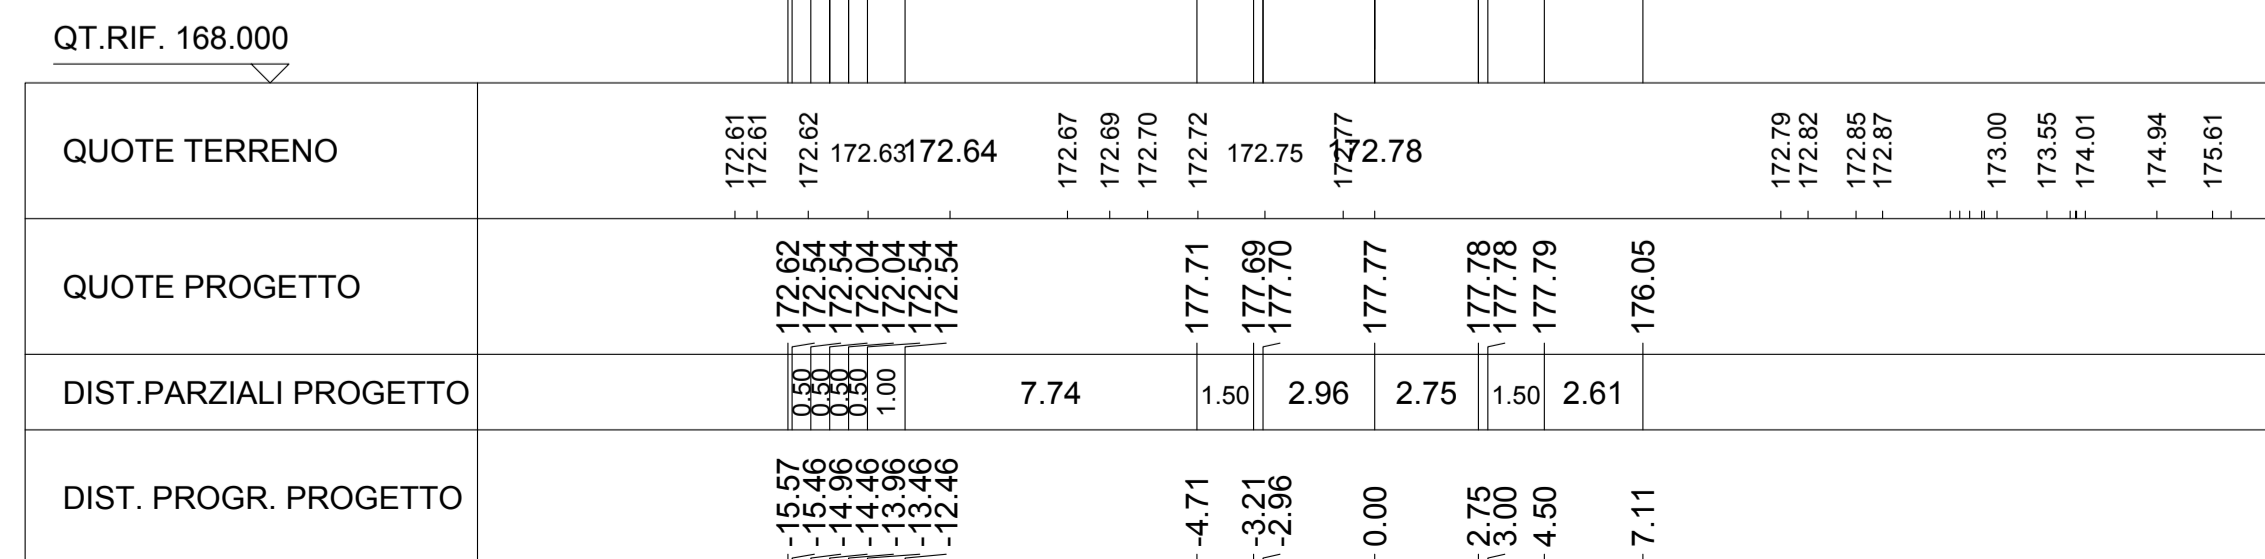 QT.RIF. 168.000
QUOTE TERRENO 172.61 172.61 172.62 172.63 172.64 172.67 172.69 172.70 172.72 172.75 172.77 172.78 172.79 172.82 172.85 172.87 173.00 173.55 174.01 174.94 175.61
QUOTE PROGETTO 172.62 172.54 172.54 172.04 172.04 172.54 172.54 177.71 177.69 177.70 177.77 177.78 177.78 177.79 176.05
DIST.PARZIALI PROGETTO 0.50 0.50 0.50 0.50 1.00 7.74 1.50 2.96 2.75 1.50 2.61
DIST. PROGR. PROGETTO -15.57 -15.46 -14.96 -14.46 -13.96 -13.46 -12.46 -4.71 -3.21 -2.96 0.00 2.75 3.00 4.50 7.11